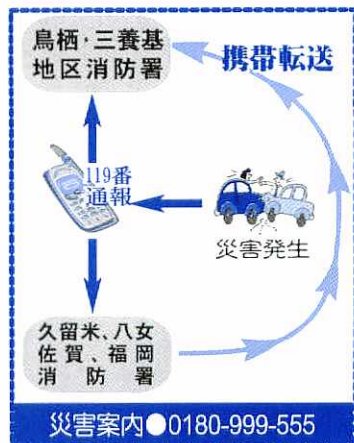 鳥栖・三養基
地区消防署
携帯転送
119番
通報
災害発生
久留米、八女
佐賀、福岡
消防署
災害案内●0180-999-555